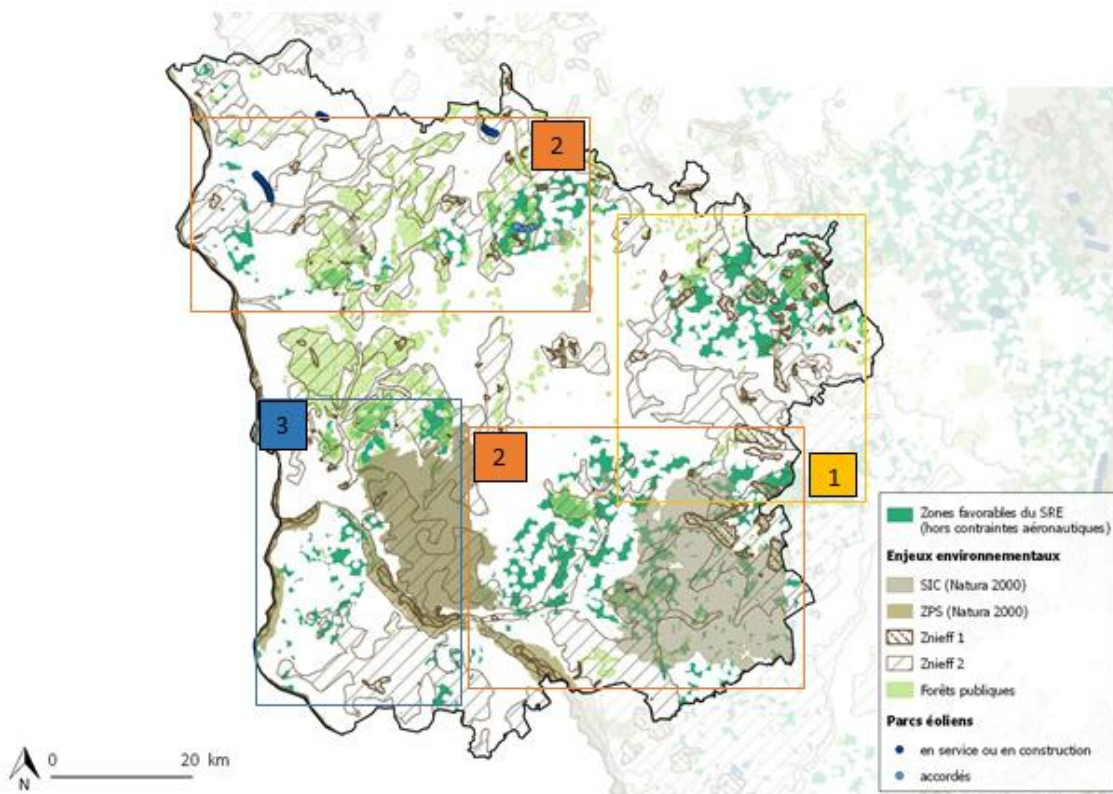 2
3
2
1
Zones favorables du SRE
(hors contraintes aéronautiques)
Enjeux environnementaux
SIC (Natura 2000)
ZPS (Natura 2000)
Znieff 1
Znieff 2
Forêts publiques
Parcs éoliens
en service ou en construction
accordés
N
0 20 km